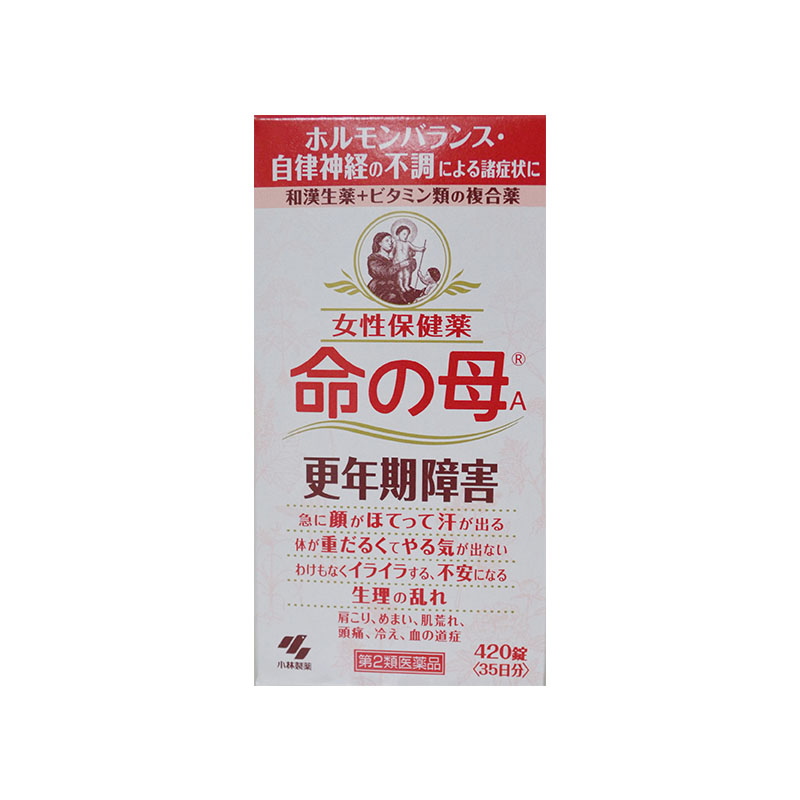 ホルモンバランス・
自律神経の不調による諸症状に
和漢生薬+ビタミン類の複合薬
女性保健薬
命の母®A
更年期障害
急に顔がほてって汗が出る
体が重だるくてやる気が出ない
わけもなくイライラする、不安になる
生理の乱れ
肩こり、めまい、肌荒れ、
頭痛、冷え、血の道症
小林製薬
第2類医薬品
420錠
〈35日分〉